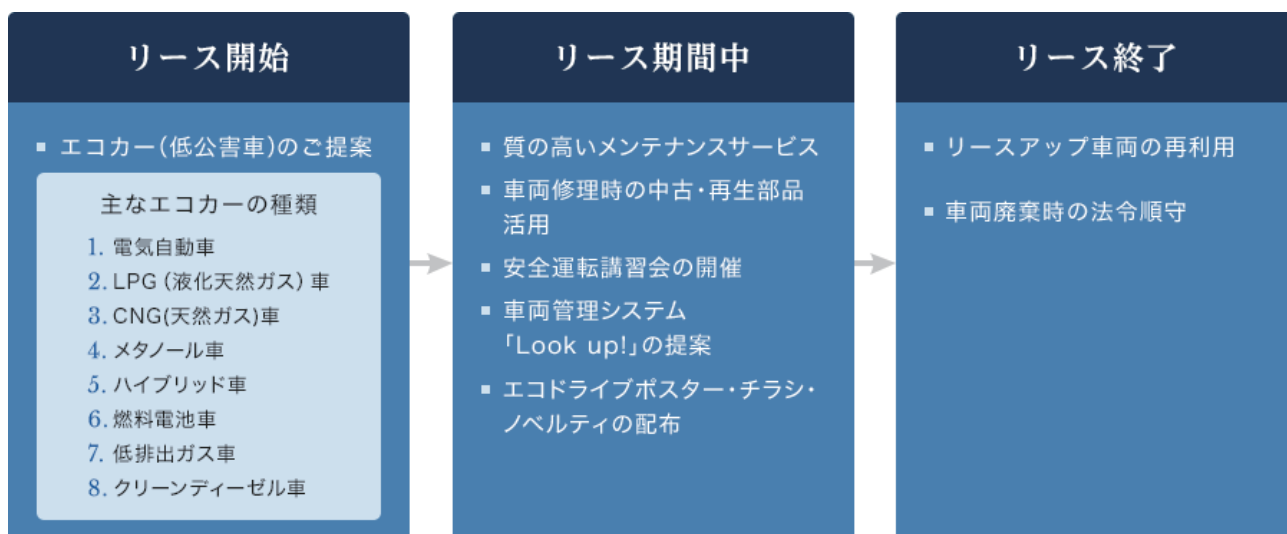 リース開始
▪ エコカー(低公害車)のご提案
主なエコカーの種類
1. 電気自動車
2. LPG (液化天然ガス) 車
3. CNG(天然ガス)車
4. メタノール車
5. ハイブリッド車
6. 燃料電池車
7. 低排出ガス車
8. クリーンディーゼル車
リース期間中
▪ 質の高いメンテナンスサービス
▪ 車両修理時の中古・再生部品
活用
▪ 安全運転講習会の開催
▪ 車両管理システム
「Look up!」の提案
▪ エコドライブポスター・チラシ・
ノベルティの配布
リース終了
▪ リースアップ車両の再利用
▪ 車両廃棄時の法令順守